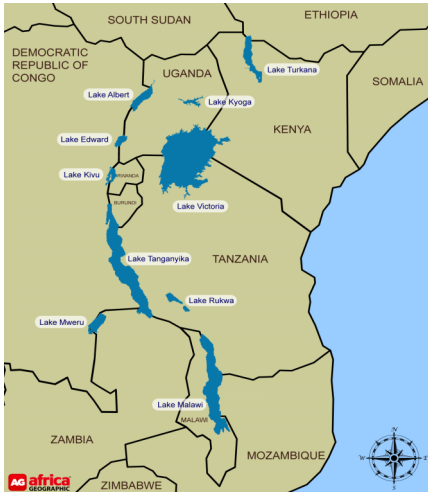 SOUTH SUDAN
ETHIOPIA
DEMOCRATIC
REPUBLIC OF
CONGO
UGANDA
Lake Turkana
SOMALIA
Lake Albert
Lake Kyoga
KENYA
Lake Edward
Lake Kivu
RWANDA
BURUNDI
Lake Victoria
Lake Tanganyika
TANZANIA
Lake Rukwa
Lake Mweru
Lake Malawi
MALAWI
ZAMBIA
MOZAMBIQUE
N
W
E
S
AG africa
GEOGRAPHIC
ZIMBABWE